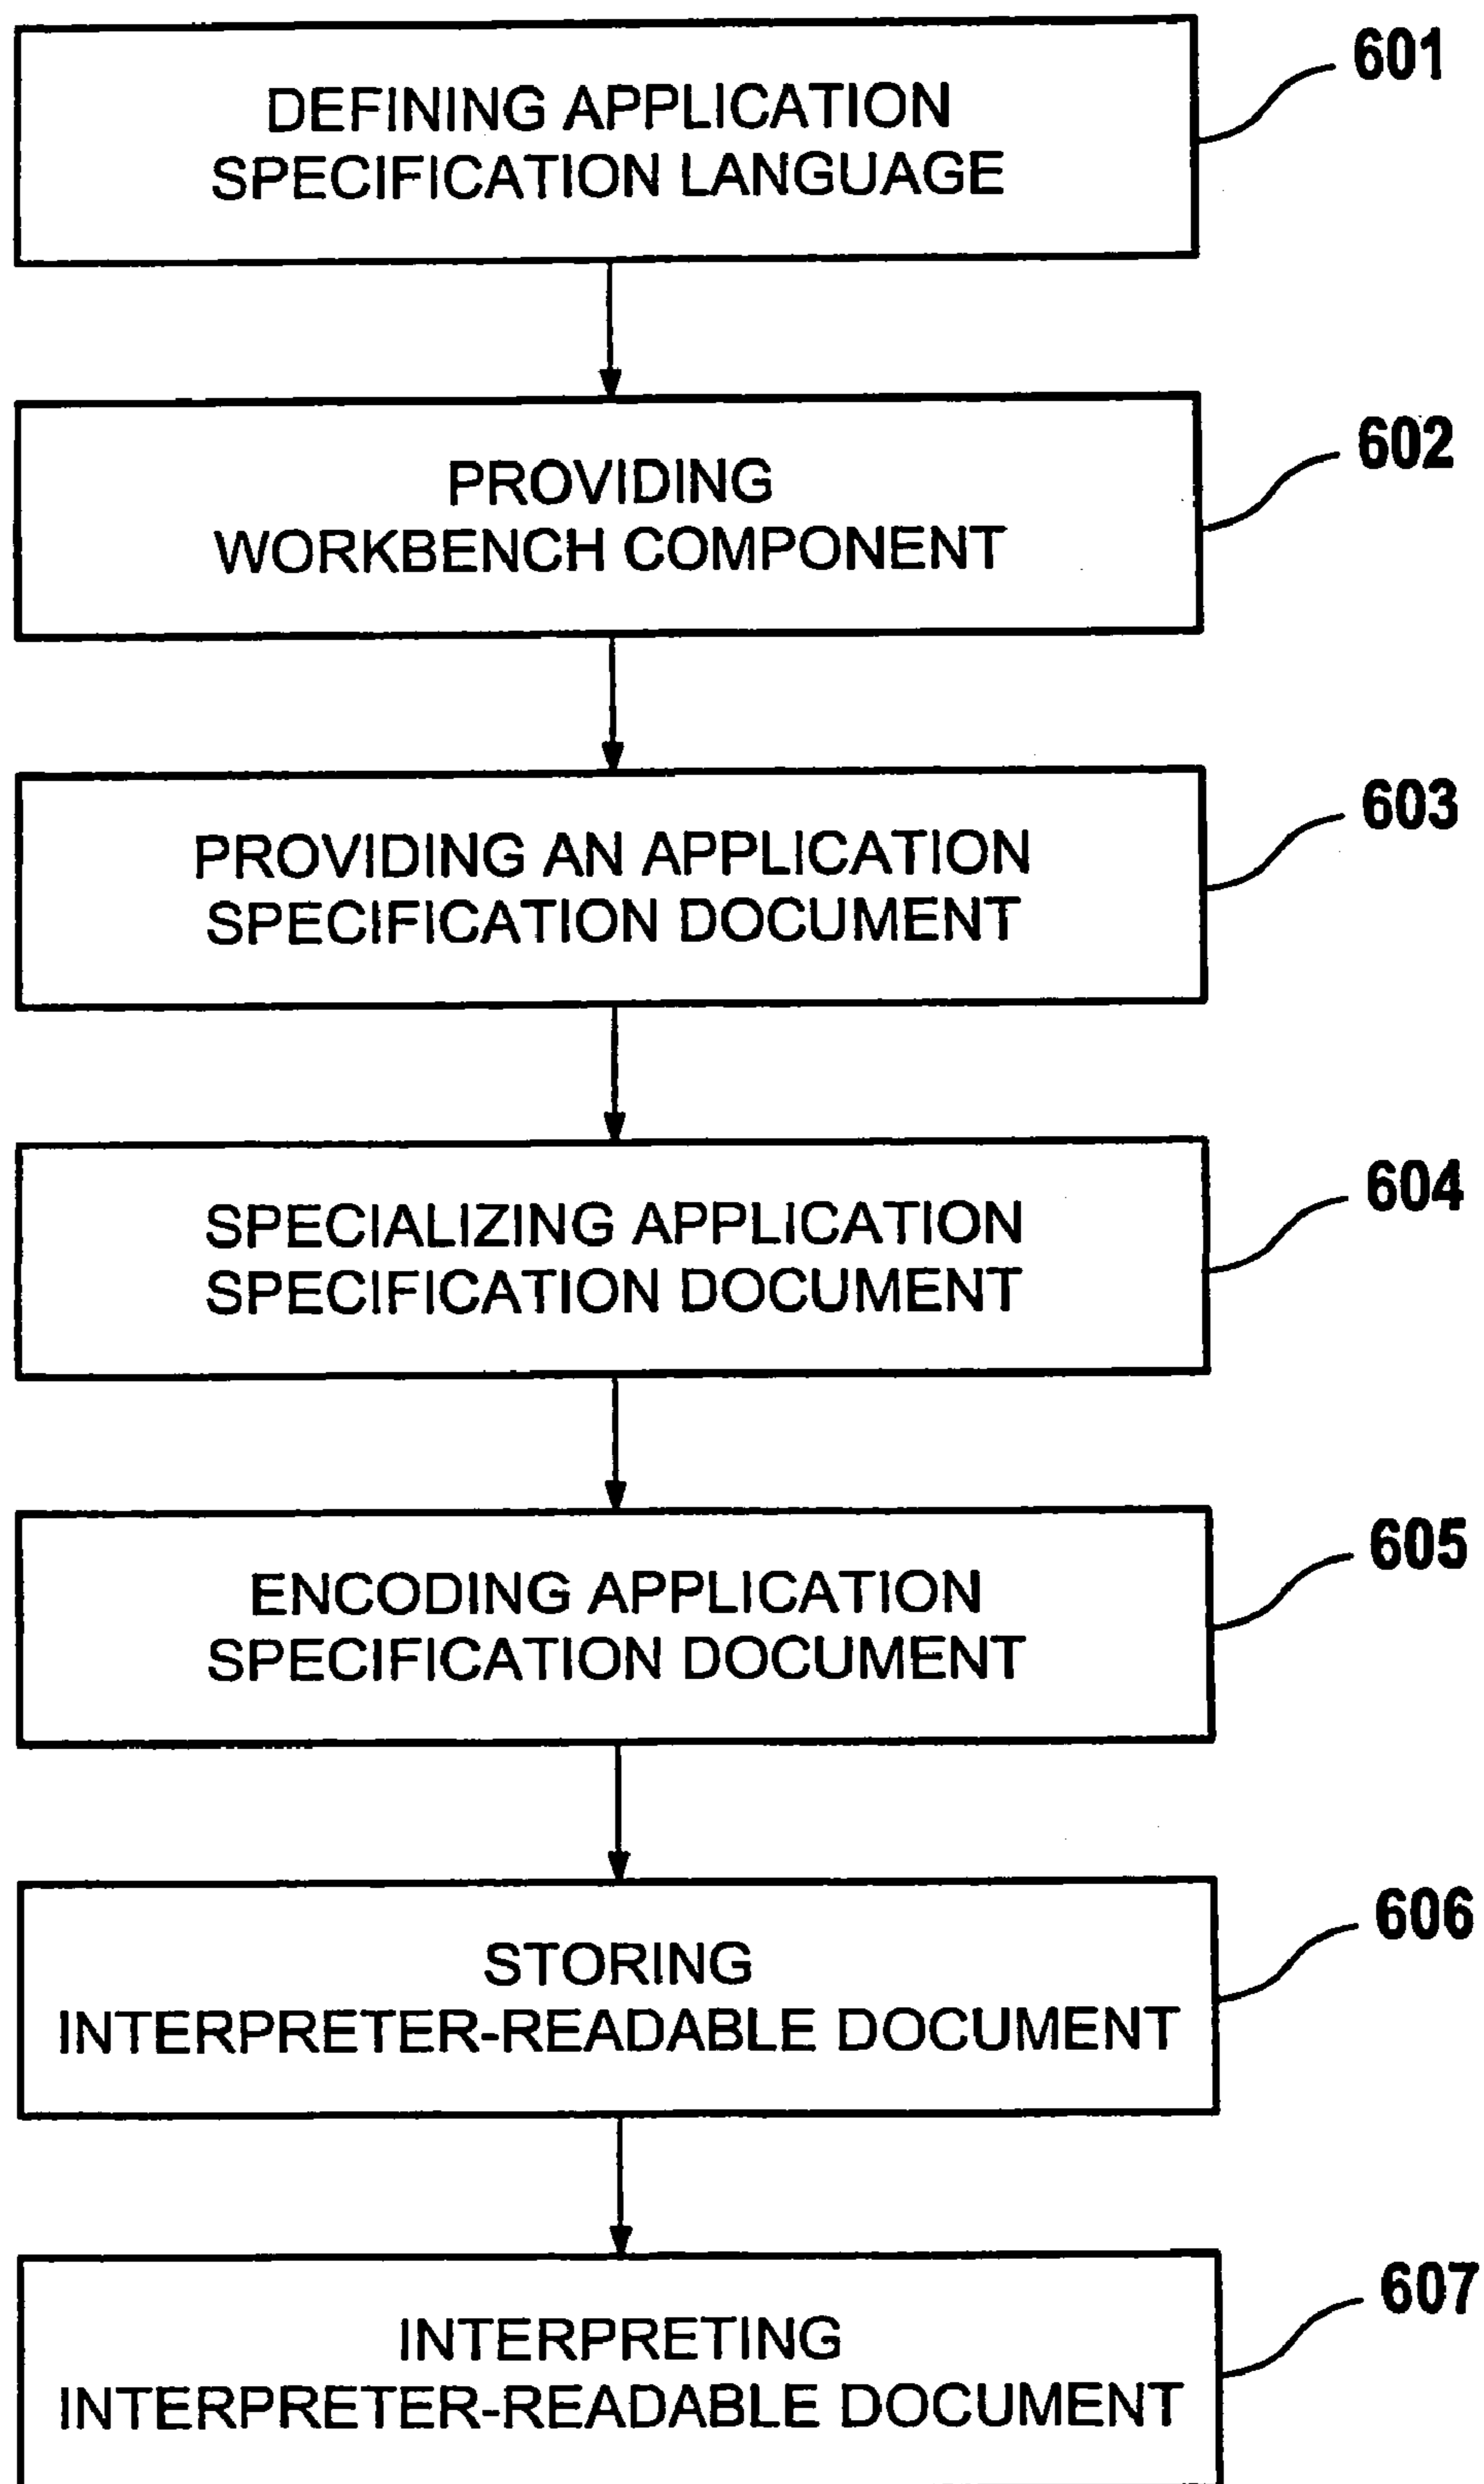 DEFINING APPLICATION
SPECIFICATION LANGUAGE
601
PROVIDING
WORKBENCH COMPONENT
602
PROVIDING AN APPLICATION
SPECIFICATION DOCUMENT
603
SPECIALIZING APPLICATION
SPECIFICATION DOCUMENT
604
ENCODING APPLICATION
SPECIFICATION DOCUMENT
605
STORING
INTERPRETER-READABLE DOCUMENT
606
INTERPRETING
INTERPRETER-READABLE DOCUMENT
607